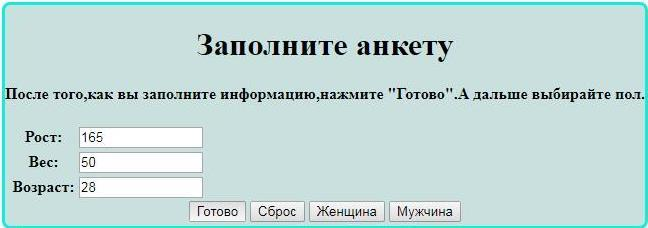 Заполните анкету
После того,как вы заполните информацию,нажмите "Готово".А дальше выбирайте пол.
Рост: 165
Вес: 50
Возраст: 28
Готово Сброс Женщина Мужчина